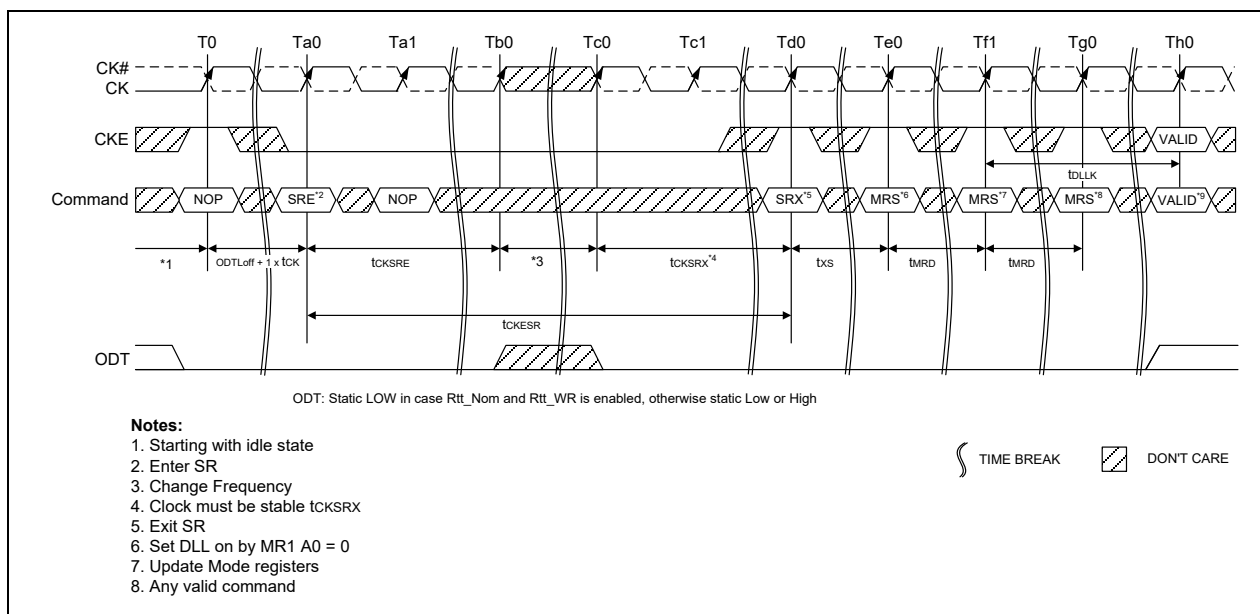 T0 Ta0 Ta1 Tb0 Tc0 Tc1 Td0 Te0 Tf1 Tg0 Th0
CK#
CK
CKE
VALID
tDLLK
Command
NOP SRE*2 NOP SRX*5 MRS*6 MRS*7 MRS*8 VALID*9
*1 ODTLoff + 1 x tCK tCKSRE *3 tCKSRX*4 tXS tMRD tMRD
tCKESR
ODT
ODT: Static LOW in case Rtt_Nom and Rtt_WR is enabled, otherwise static Low or High
Notes:
1. Starting with idle state
2. Enter SR
3. Change Frequency
4. Clock must be stable tCKSRX
5. Exit SR
6. Set DLL on by MR1 A0 = 0
7. Update Mode registers
8. Any valid command
TIME BREAK DON'T CARE